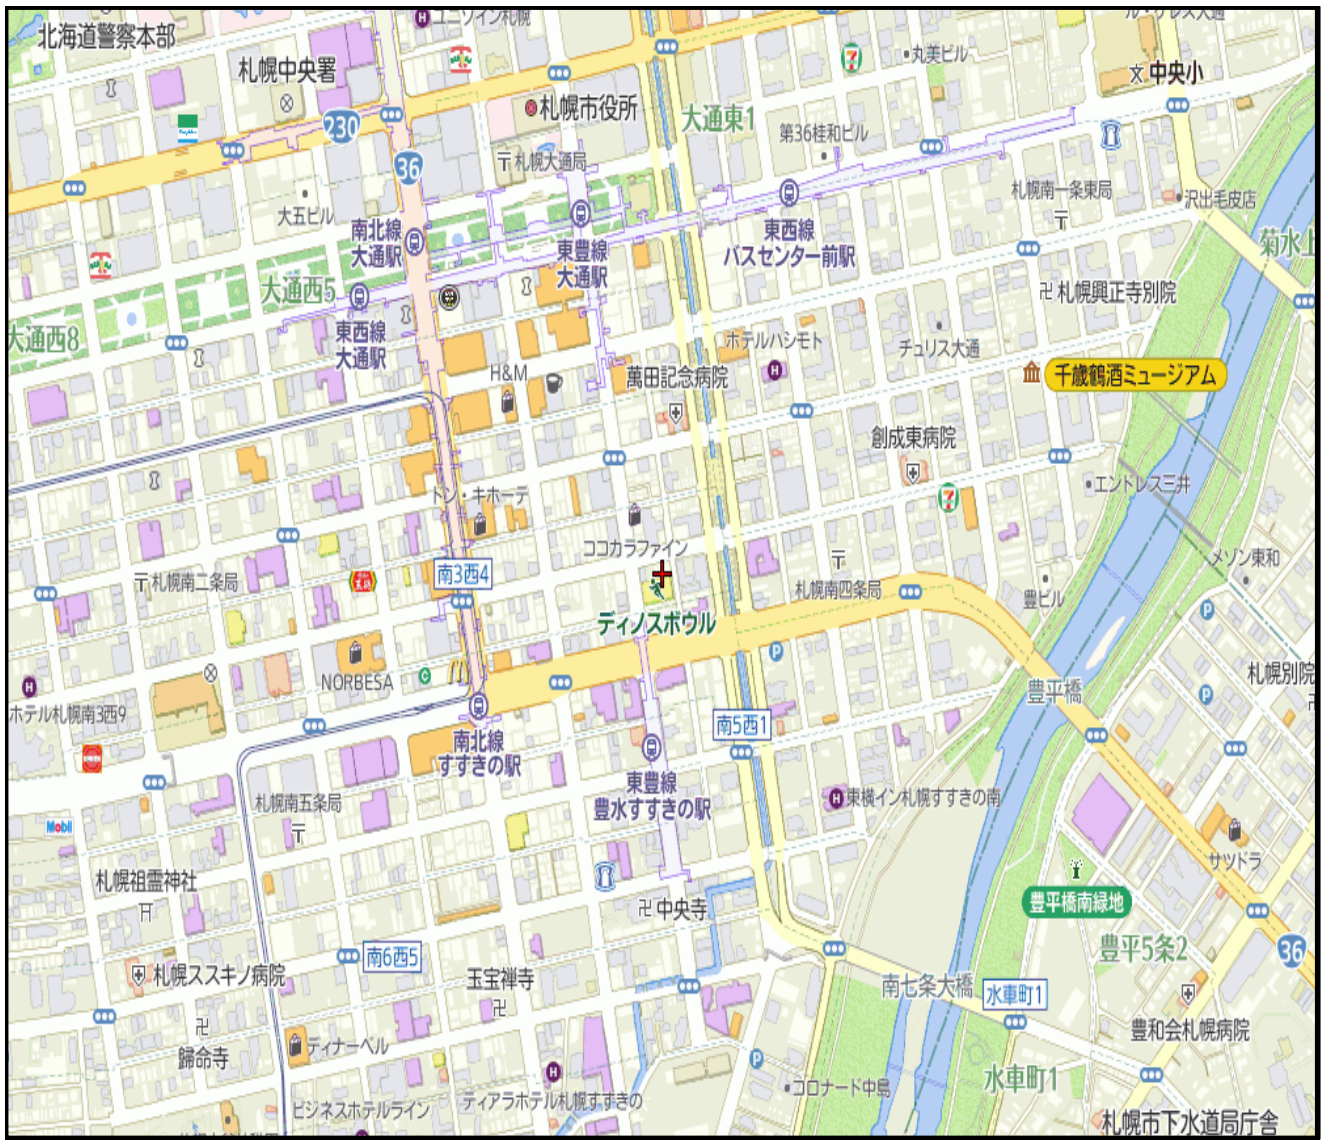 ユニゾイン札幌
北海道警察本部
札幌中央署
丸美ビル
中央小
230
札幌市役所
大通東1
第36桂和ビル
36
札幌大通局
札幌南一条東局
沢出毛皮店
大五ビル
南北線
大通駅
東豊線
大通駅
東西線
バスセンター前駅
菊水上
大通西5
札幌興正寺別院
大通西8
東西線
大通駅
ホテルハシモト
チュリス大通
H&M
萬田記念病院
千歳鶴酒ミュージアム
創成東病院
ドン・キホーテ
エンドレス三井
ココカラファイン
メゾン東和
札幌南二条局
南3西4
札幌南四条局
豊ビル
ディノスボウル
P
NORBESA
札幌別院
豊平橋
P
P
ホテル札幌南3西9
南5西1
南北線
すすきの駅
東豊線
豊水すすきの駅
札幌南五条局
東横イン札幌すすきの南
Mobil
サツドラ
札幌祖霊神社
中央寺
豊平橋南緑地
豊平5条2
36
南6西5
札幌ススキノ病院
玉宝禅寺
南七条大橋
水車町1
豊和会札幌病院
歸命寺
ディナーベル
P
水車町1
コロナード中島
ビジネスホテルライン
ティアラホテル札幌すすきの
札幌市下水道局庁舎